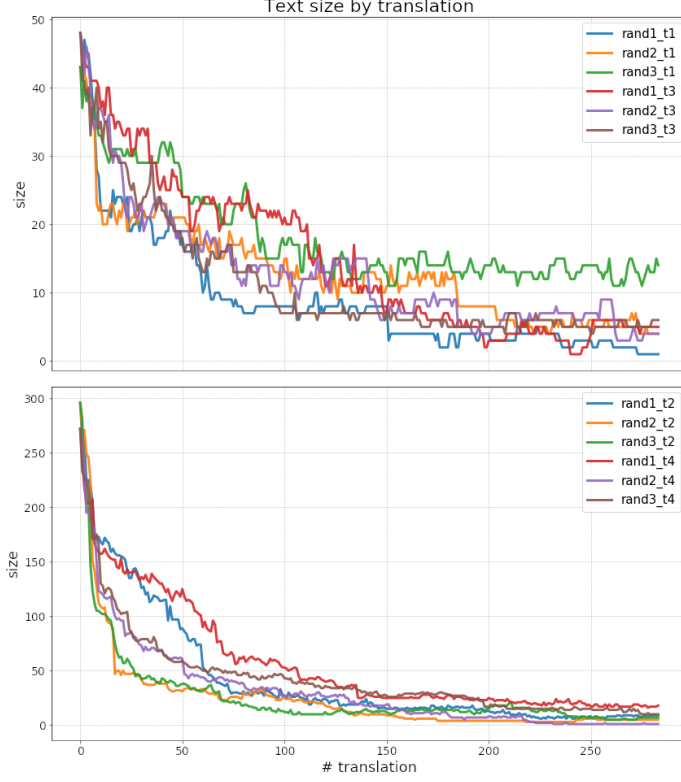 Text size by translation
50
40
30
20
10
0
size
rand1_t1
rand2_t1
rand3_t1
rand1_t3
rand2_t3
rand3_t3
300
250
200
150
100
50
0
size
rand1_t2
rand2_t2
rand3_t2
rand1_t4
rand2_t4
rand3_t4
0 50 100 150 200 250
# translation